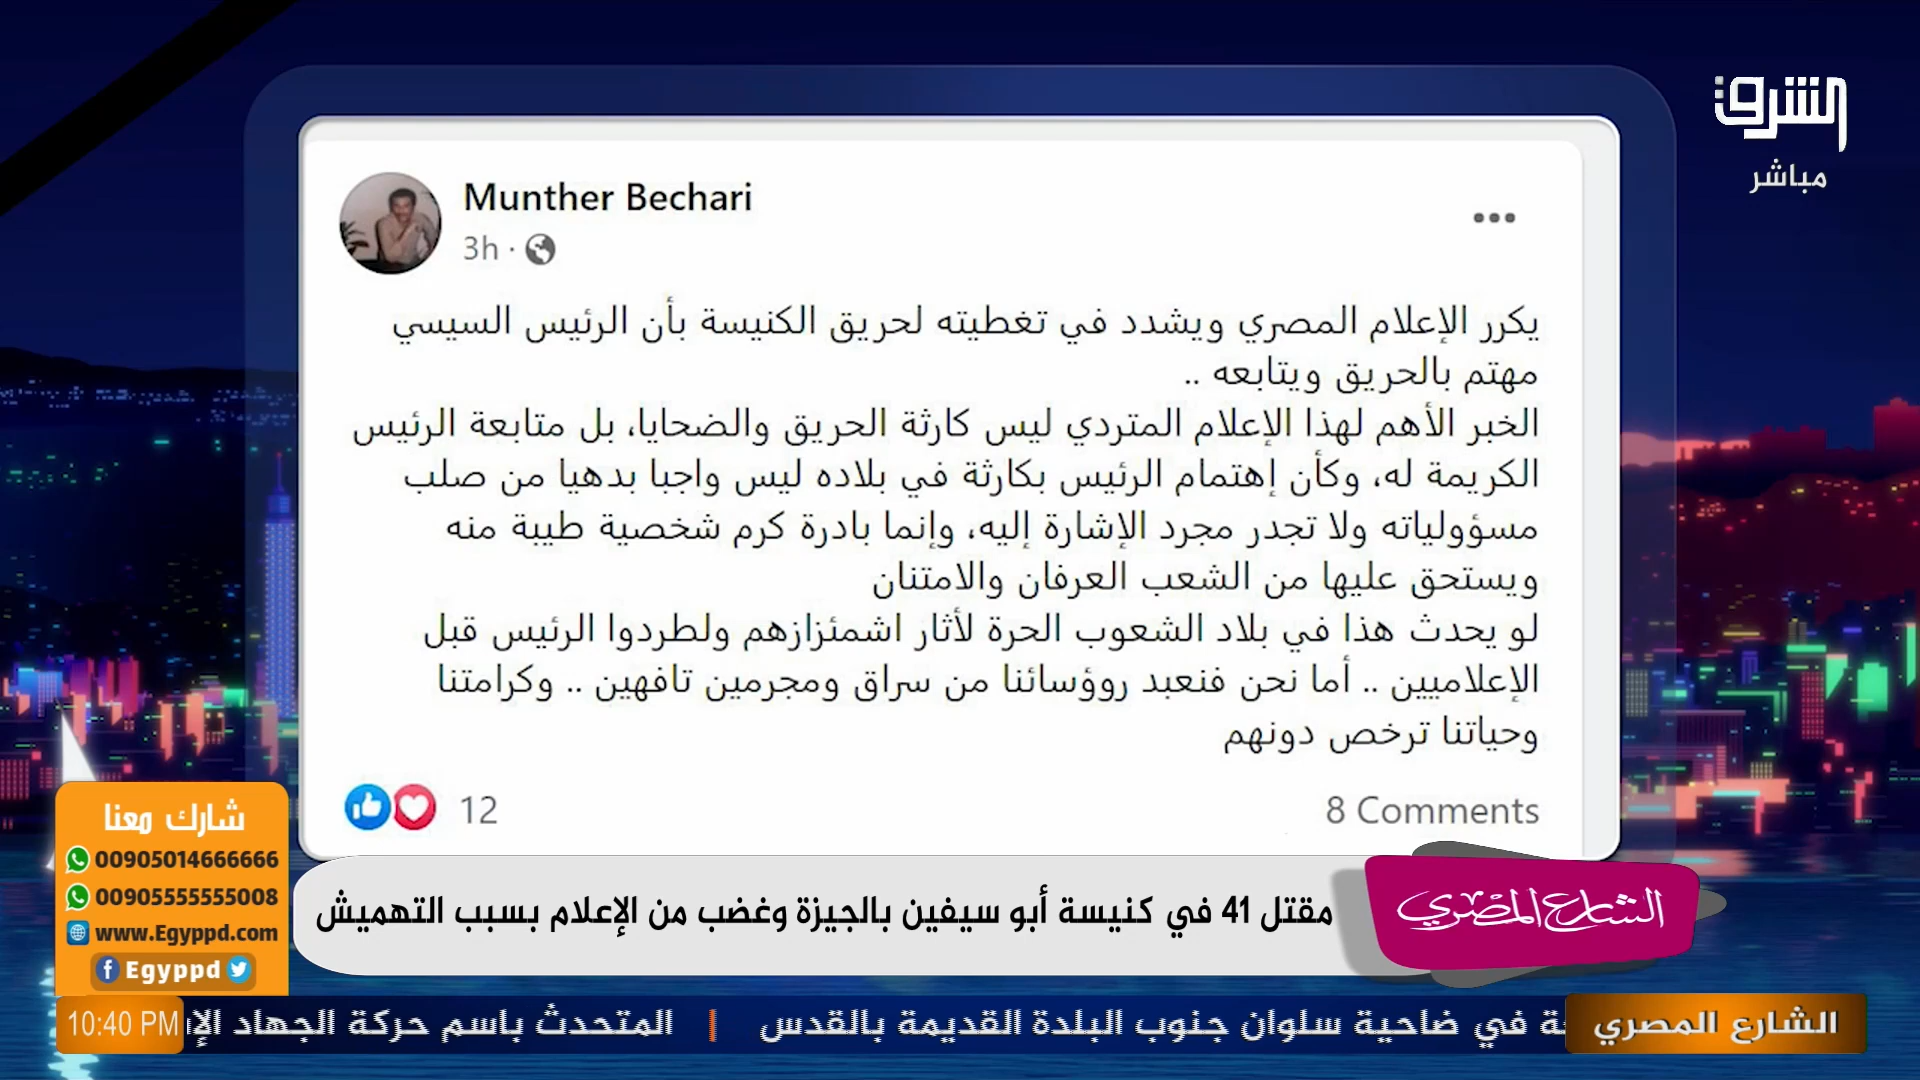 الشرق
مباشر
Munther Bechari
3h ·
يكرر الإعلام المصري ويشدد في تغطيته لحريق الكنيسة بأن الرئيس السيسي
مهتم بالحريق ويتابعه ..
الخبر الأهم لهذا الإعلام المتردي ليس كارثة الحريق والضحايا، بل متابعة الرئيس
الكريمة له، وكأن إهتمام الرئيس بكارثة في بلاده ليس واجبا بدهيا من صلب
مسؤولياته ولا تجدر مجرد الإشارة إليه، وإنما بادرة كرم شخصية طيبة منه
ويستحق عليها من الشعب العرفان والامتنان
لو يحدث هذا في بلاد الشعوب الحرة لأثار اشمئزازهم ولطردوا الرئيس قبل
الإعلاميين .. أما نحن فنعبد روؤسائنا من سراق ومجرمين تافهين .. وكرامتنا
وحياتنا ترخص دونهم
12
8 Comments
شارك معنا
00905014666666
00905555555008
www.Egyppd.com
Egyppd
الشارع المصري
مقتل 41 في كنيسة أبو سيفين بالجيزة وغضب من الإعلام بسبب التهميش
الشارع المصري
في ضاحية سلوان جنوب البلدة القديمة بالقدس | المتحدث باسم حركة الجهاد
10:40 PM